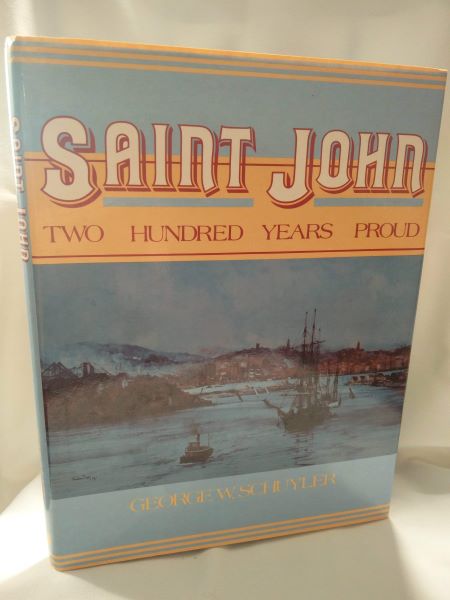 SAINT JOHN
TWO HUNDRED YEARS PROUD
GEORGE W. SCHUYLER
SAINT JOHN